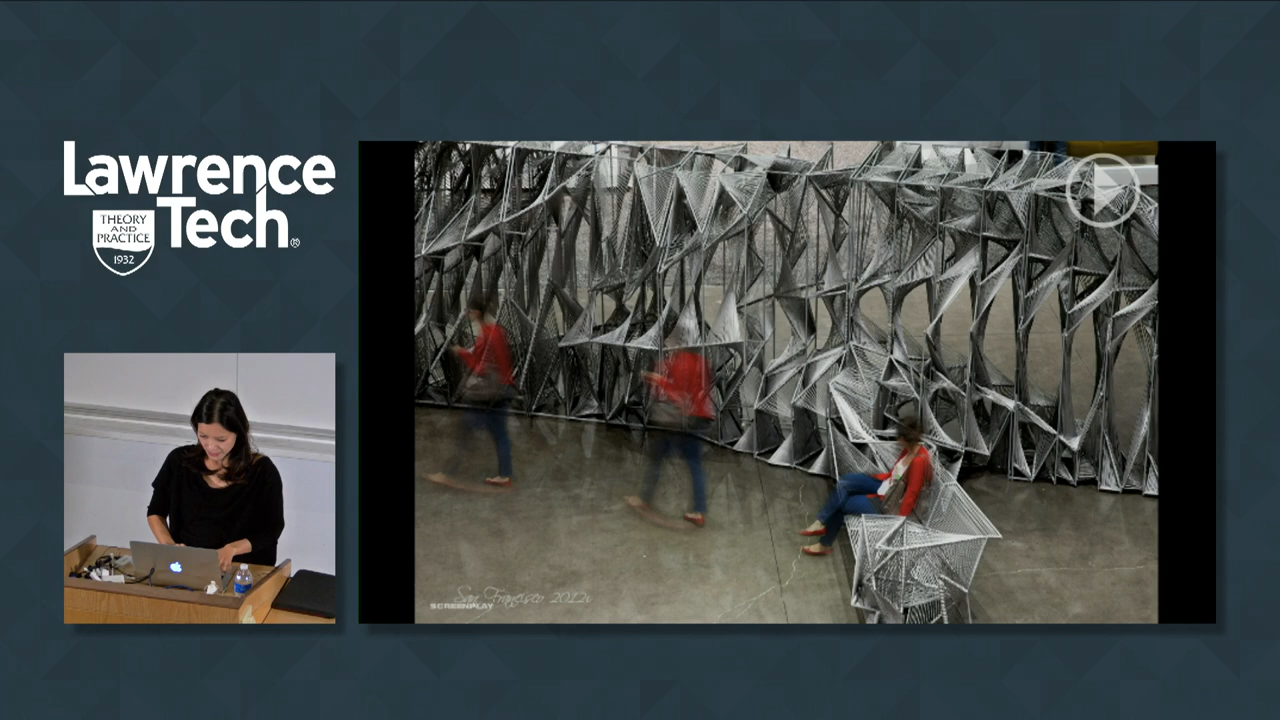 Lawrence
Tech®
THEORY
AND
PRACTICE
1932
San Francisco 2012
SCREENPLAY